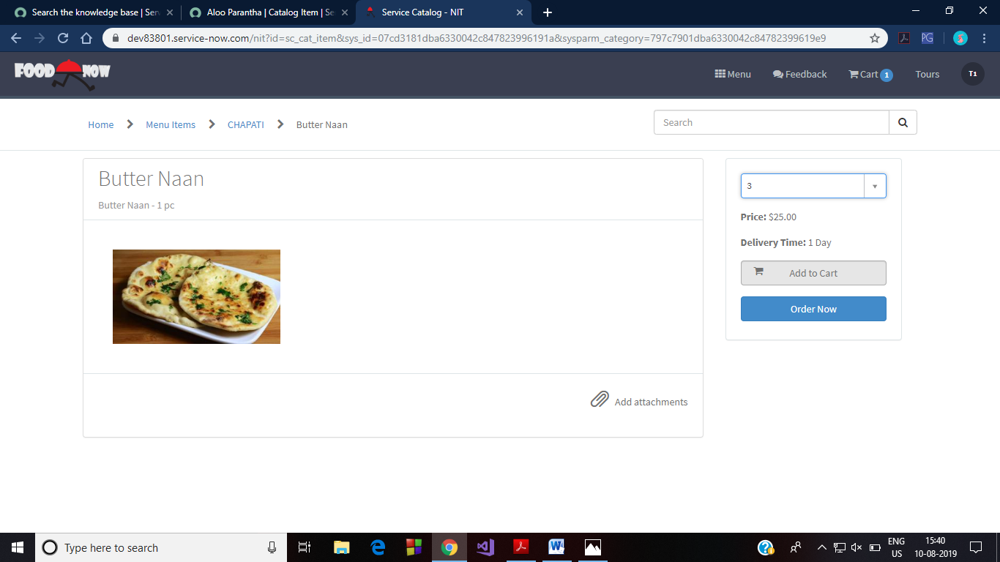 Search the knowledge base | Ser
Aloo Parantha | Catalog Item | Se
Service Catalog - NIT
dev83801.service-now.com/nit?id=sc_cat_item&sys_id=07cd3181dba6330042c847823996191a&sysparm_category=797c7901dba6330042c84782399619e9
PG
FOOD NOW
Menu
Feedback
Cart 1
Tours
T1
Home > Menu Items > CHAPATI > Butter Naan
Search
Butter Naan
Butter Naan - 1 pc
3
Price: $25.00
Delivery Time: 1 Day
Add to Cart
Order Now
Add attachments
Type here to search
ENG
US
15:40
10-08-2019